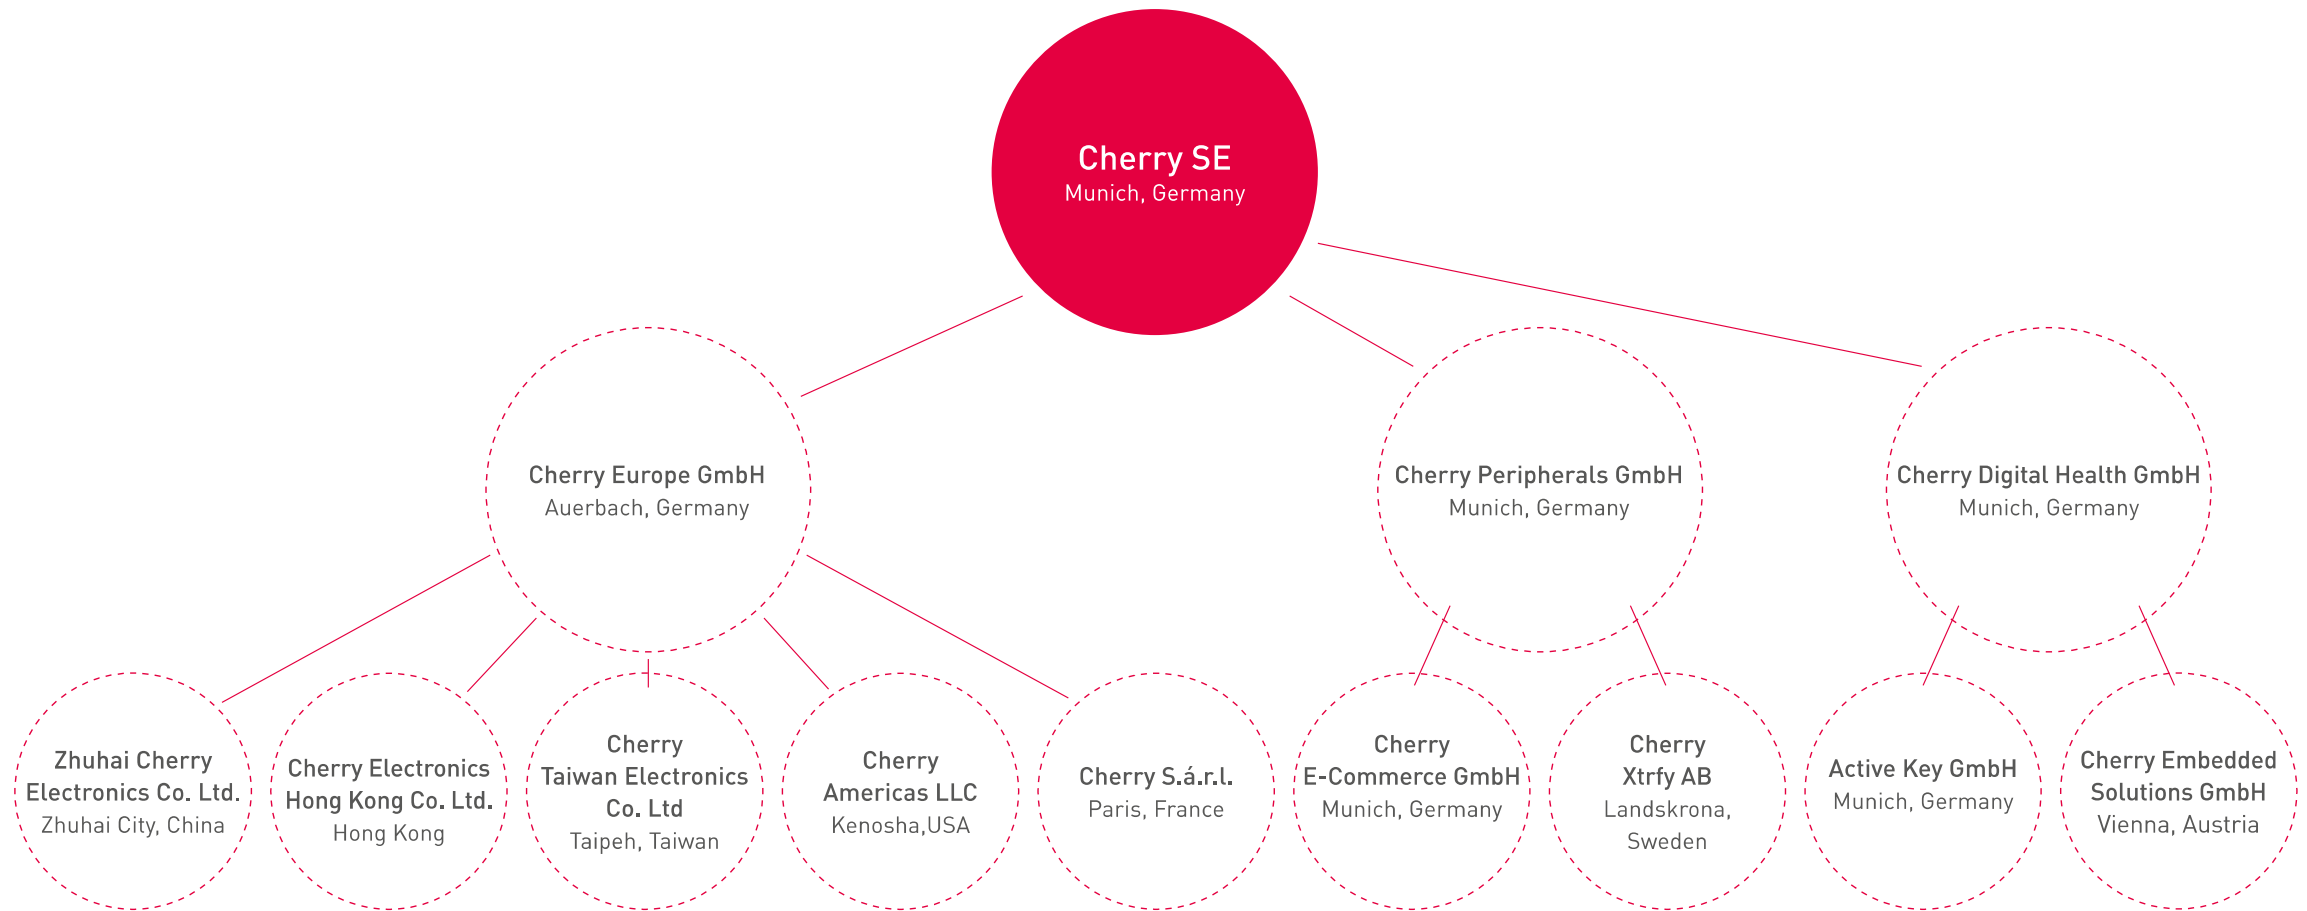 Cherry SE
Munich, Germany
Cherry Europe GmbH
Auerbach, Germany
Cherry Peripherals GmbH
Munich, Germany
Cherry Digital Health GmbH
Munich, Germany
Zhuhai Cherry
Electronics Co. Ltd.
Zhuhai City, China
Cherry Electronics
Hong Kong Co. Ltd.
Hong Kong
Cherry
Taiwan Electronics
Co. Ltd
Taipeh, Taiwan
Cherry
Americas LLC
Kenosha,USA
Cherry S.á.r.l.
Paris, France
Cherry
E-Commerce GmbH
Munich, Germany
Cherry
Xtrfy AB
Landskrona,
Sweden
Active Key GmbH
Munich, Germany
Cherry Embedded
Solutions GmbH
Vienna, Austria